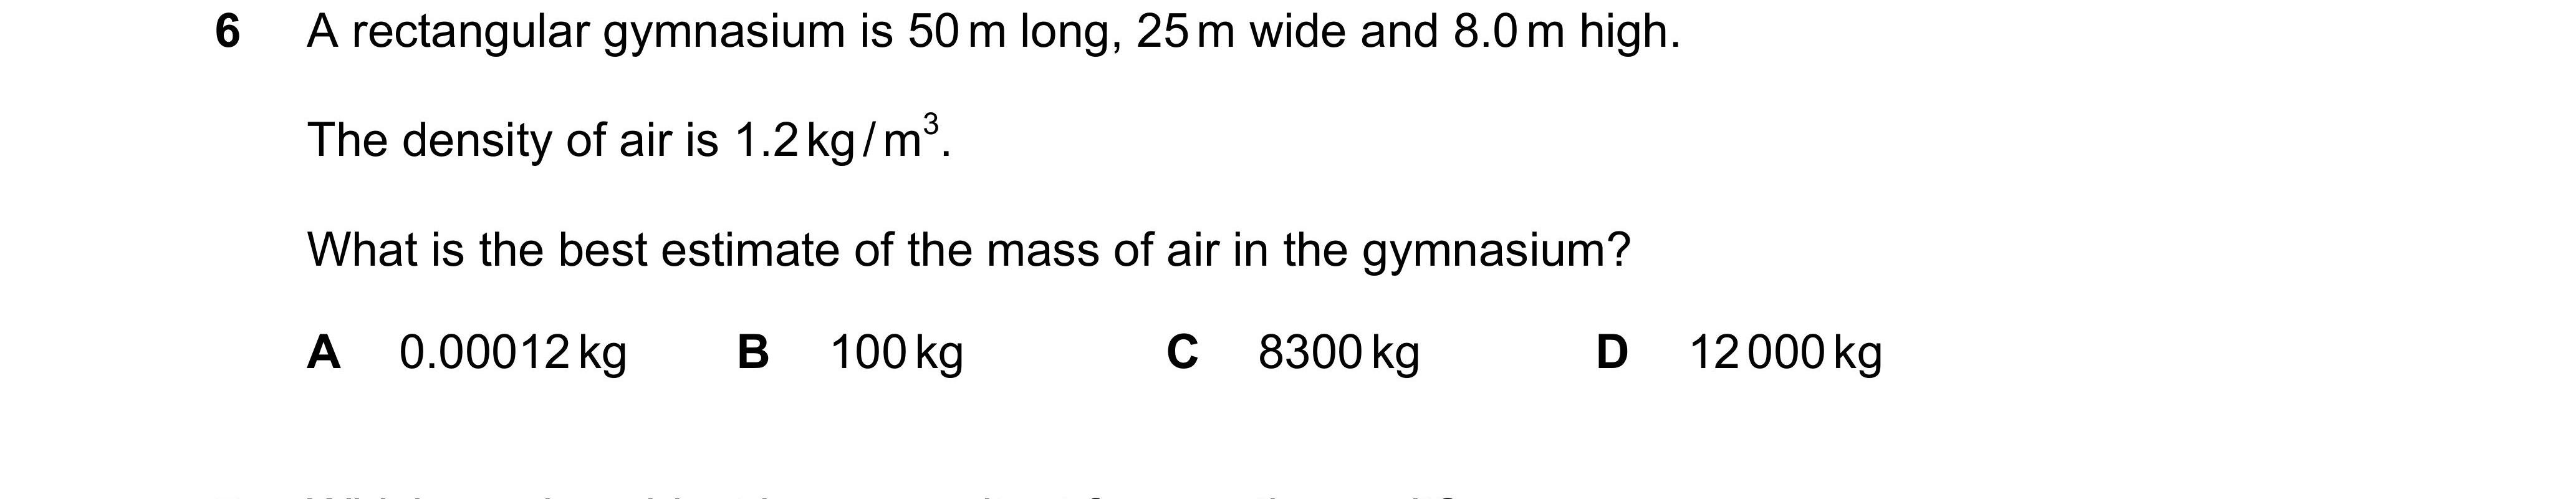 6 A rectangular gymnasium is 50 m long, 25 m wide and 8.0 m high.
The density of air is 1.2 kg / m³.
What is the best estimate of the mass of air in the gymnasium?
A 0.00012 kg B 100 kg C 8300 kg D 12 000 kg